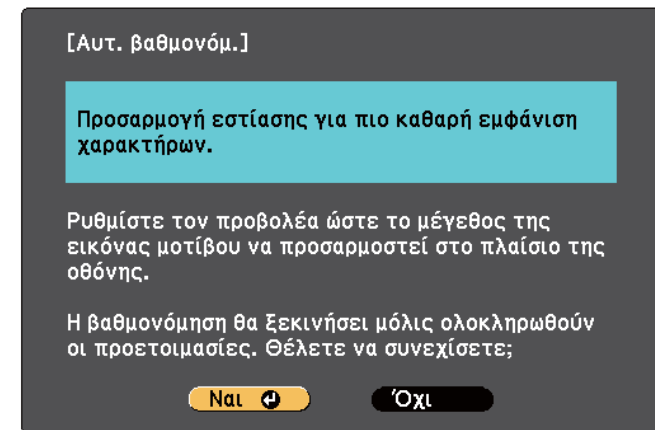 [Αυτ. βαθμονόμ.]
Προσαρμογή εστίασης για πιο καθαρή εμφάνιση
χαρακτήρων.
Ρυθμίστε τον προβολέα ώστε το μέγεθος της
εικόνας μοτίβου να προσαρμοστεί στο πλαίσιο της
οθόνης.
Η βαθμονόμηση θα ξεκινήσει μόλις ολοκληρωθούν
οι προετοιμασίες. Θέλετε να συνεχίσετε;
Ναι Όχι